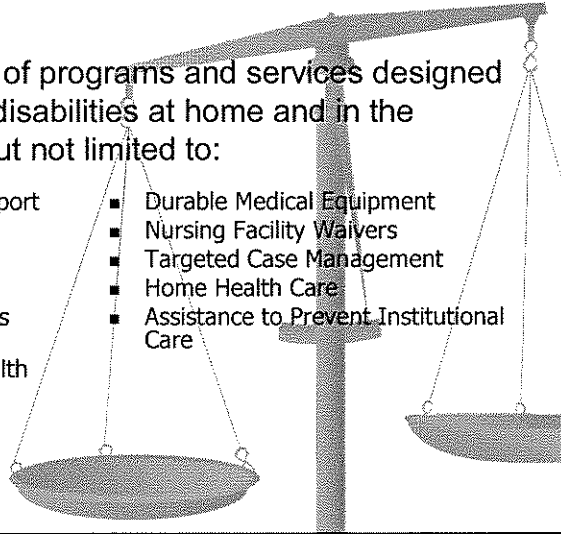 of programs and services designed
disabilities at home and in the
ut not limited to:
port
s
lth
■ Durable Medical Equipment
■ Nursing Facility Waivers
■ Targeted Case Management
■ Home Health Care
■ Assistance to Prevent Institutional
Care